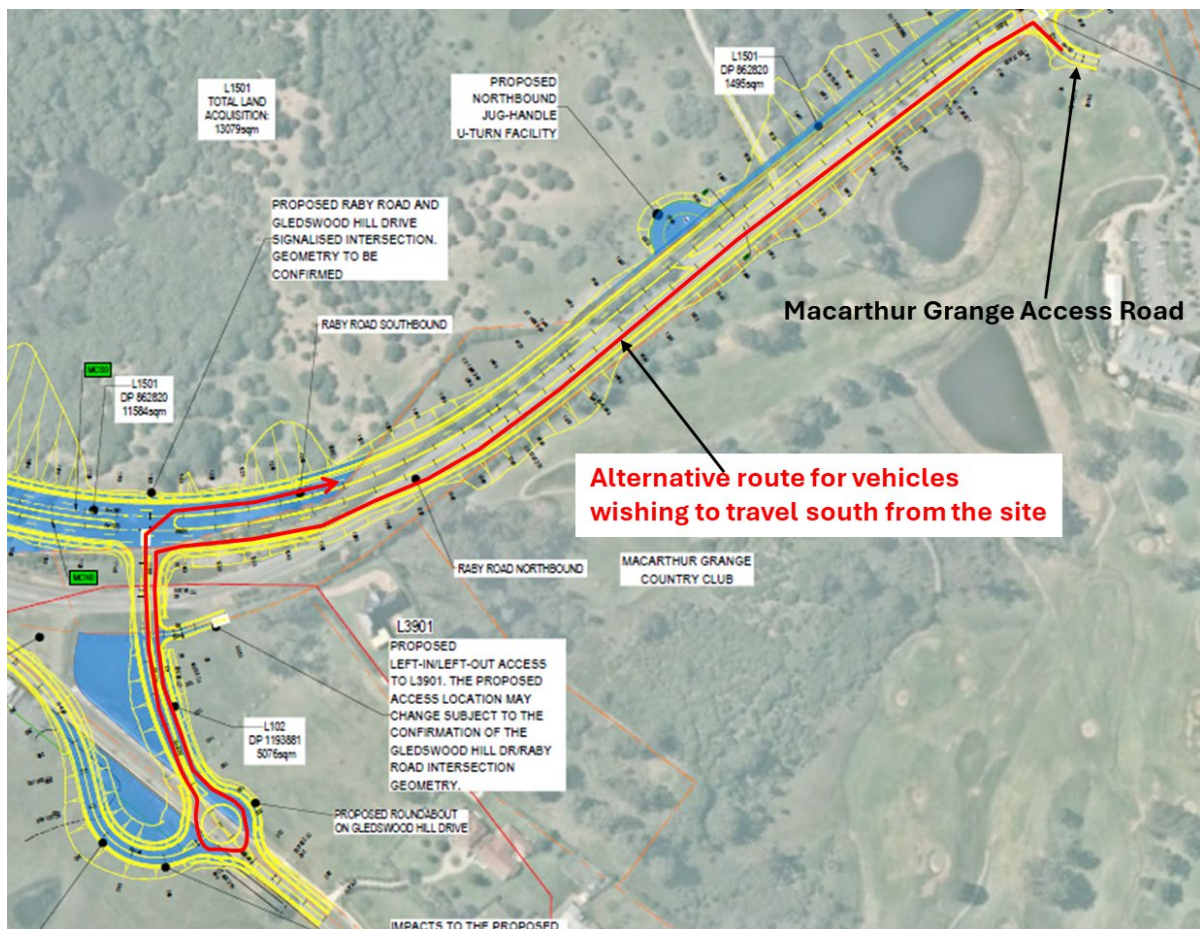 L1501
TOTAL LAND
ACQUISITION:
13079sqm
PROPOSED
NORTHBOUND
JUG-HANDLE
U-TURN FACILITY
L1501
DP 862820
1495sqm
PROPOSED RABY ROAD AND
GLEDSWOOD HILL DRIVE
SIGNALISED INTERSECTION.
GEOMETRY TO BE
CONFIRMED
Macarthur Grange Access Road
RABY ROAD SOUTHBOUND
L1501
DP 862820
11584sqm
Alternative route for vehicles
wishing to travel south from the site
RABY ROAD NORTHBOUND
MACARTHUR GRANGE
COUNTRY CLUB
L3901
PROPOSED
LEFT-IN/LEFT-OUT ACCESS
TO L3901. THE PROPOSED
ACCESS LOCATION MAY
CHANGE SUBJECT TO THE
CONFIRMATION OF THE
GLEDSWOOD HILL DR/RABY
ROAD INTERSECTION
GEOMETRY.
L102
DP 1193881
5076sqm
PROPOSED ROUNDABOUT
ON GLEDSWOOD HILL DRIVE
IMPACTS TO THE PROPOSED